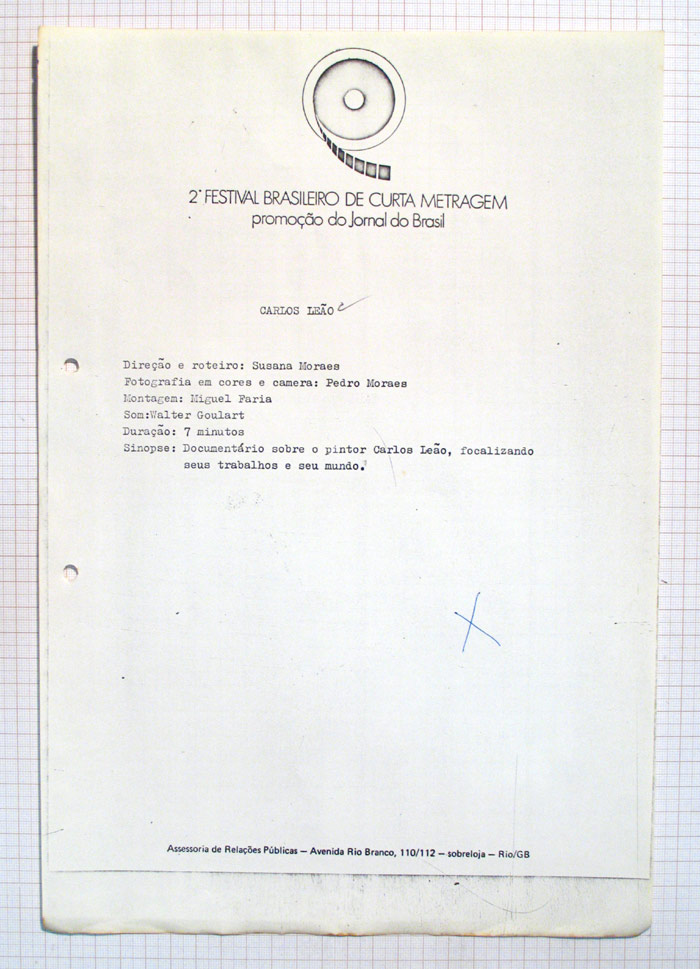 2º FESTIVAL BRASILEIRO DE CURTA METRAGEM
promoção do Jornal do Brasil
CARLOS LEÃO
Direção e roteiro: Susana Moraes
Fotografia em cores e camera: Pedro Moraes
Montagem: Miguel Faria
Som:Walter Goulart
Duração: 7 minutos
Sinopse: Documentário sobre o pintor Carlos Leão, focalizando
seus trabalhos e seu mundo.
Assessoria de Relações Públicas — Avenida Rio Branco, 110/112 — sobreloja — Rio/GB